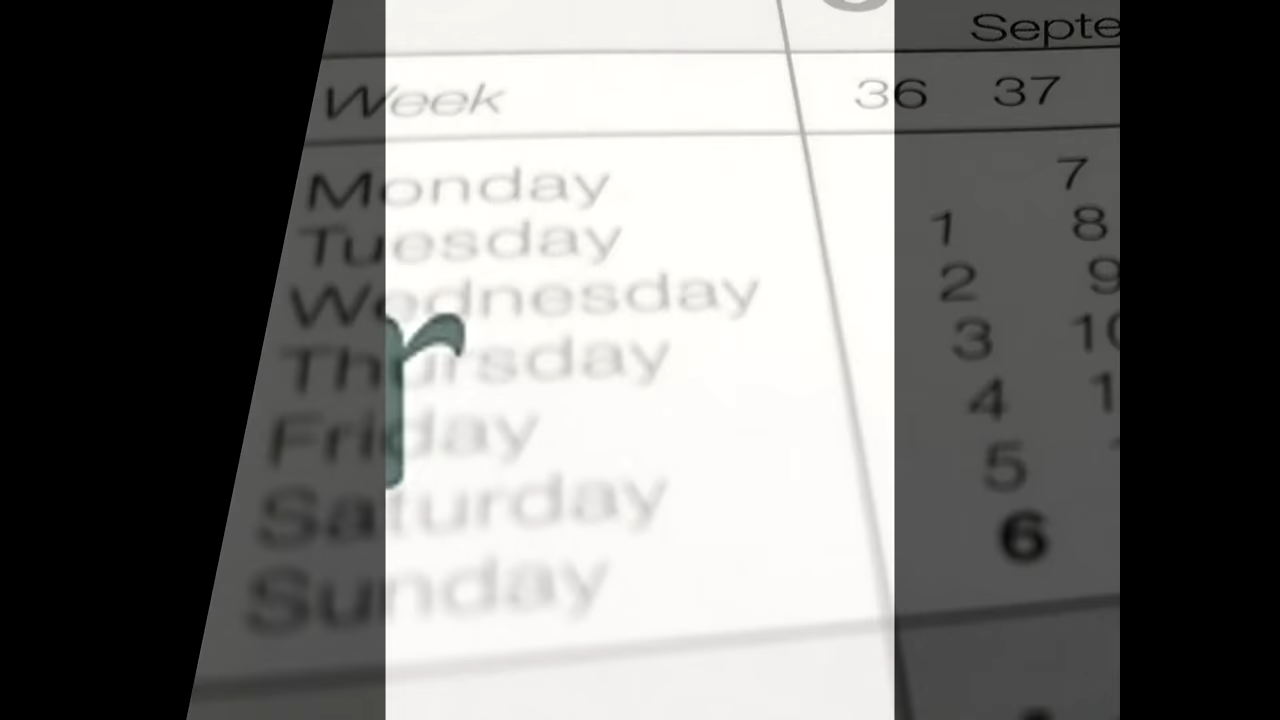 Septe
Week 36 37
Monday 7
Tuesday 1 8
Wednesday 2 9
Thursday 3 10
Friday 4 1
Saturday 5
Sunday 6
r